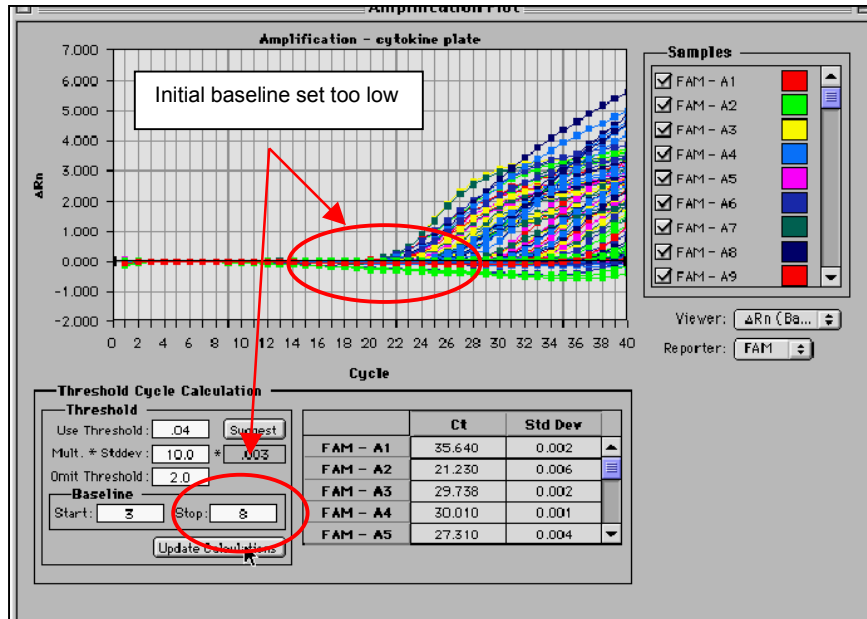 Amplification Plot
Amplification - cytokine plate
7.000
6.000
5.000
4.000
3.000
2.000
1.000
0.000
-1.000
-2.000
ΔRn
Initial baseline set too low
0 2 4 6 8 10 12 14 16 18 20 22 24 26 28 30 32 34 36 38 40
Cycle
Samples
FAM - A1
FAM - A2
FAM - A3
FAM - A4
FAM - A5
FAM - A6
FAM - A7
FAM - A8
FAM - A9
Viewer: ΔRn (Ba...
Reporter: FAM
Threshold Cycle Calculation
Threshold
Use Threshold: .04 Suggest
Mult. * Stddev: 10.0 * .003
Omit Threshold: 2.0
Baseline
Start: 3 Stop: 8
Update Calculations
Ct Std Dev
FAM - A1 35.640 0.002
FAM - A2 21.230 0.006
FAM - A3 29.738 0.002
FAM - A4 30.010 0.001
FAM - A5 27.310 0.004